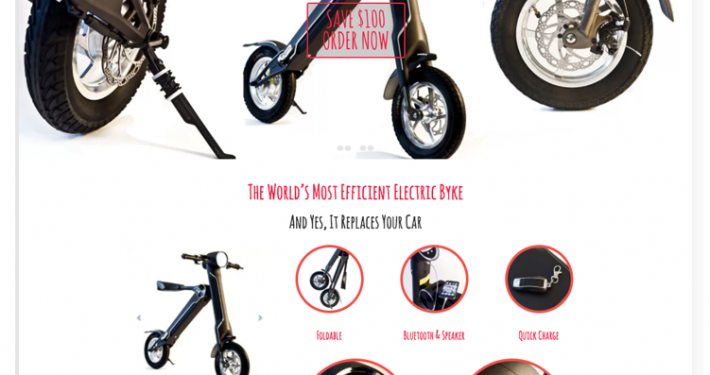 SAVE $100
ORDER NOW
The World's Most Efficient Electric Byke
And Yes, It Replaces Your Car
Foldable
Bluetooth & Speaker
Quick Charge